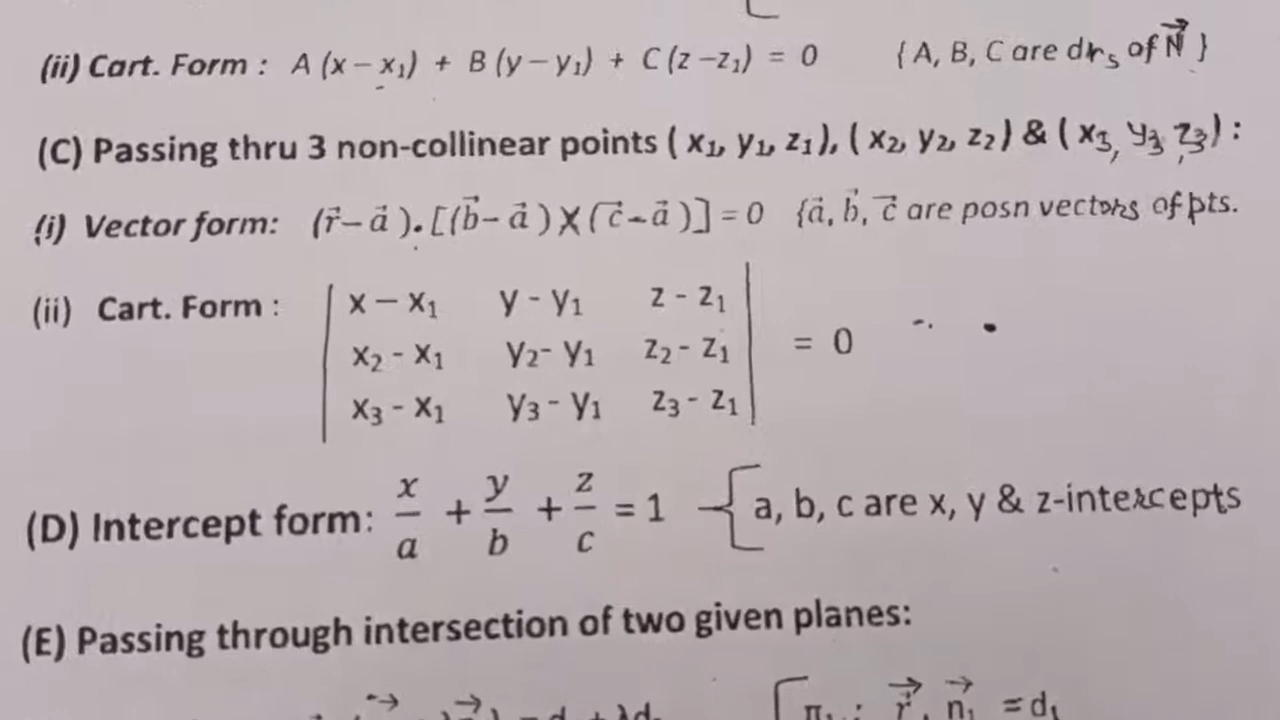 (ii) Cart. Form : A (x – x₁) + B (y – y₁) + C (z – z₁) = 0 { A, B, C are drs of N⃗ }
(C) Passing thru 3 non-collinear points ( x₁, y₁, z₁), ( x₂, y₂, z₂) & ( x₃, y₃, z₃) :
(i) Vector form: (r⃗ – a⃗ ). [(b⃗ – a⃗ ) X (c⃗ – a⃗ )] = 0 {a⃗, b⃗, c⃗ are posn vectors of pts.
(ii) Cart. Form :
| x – x₁ y - y₁ z - z₁ |
| x₂ - x₁ y₂- y₁ z₂ - z₁ | = 0
| x₃ - x₁ y₃ - y₁ z₃ - z₁ |
(D) Intercept form: x/a + y/b + z/c = 1 { a, b, c are x, y & z-intercepts
(E) Passing through intersection of two given planes:
r⃗. n⃗₁ = d₁